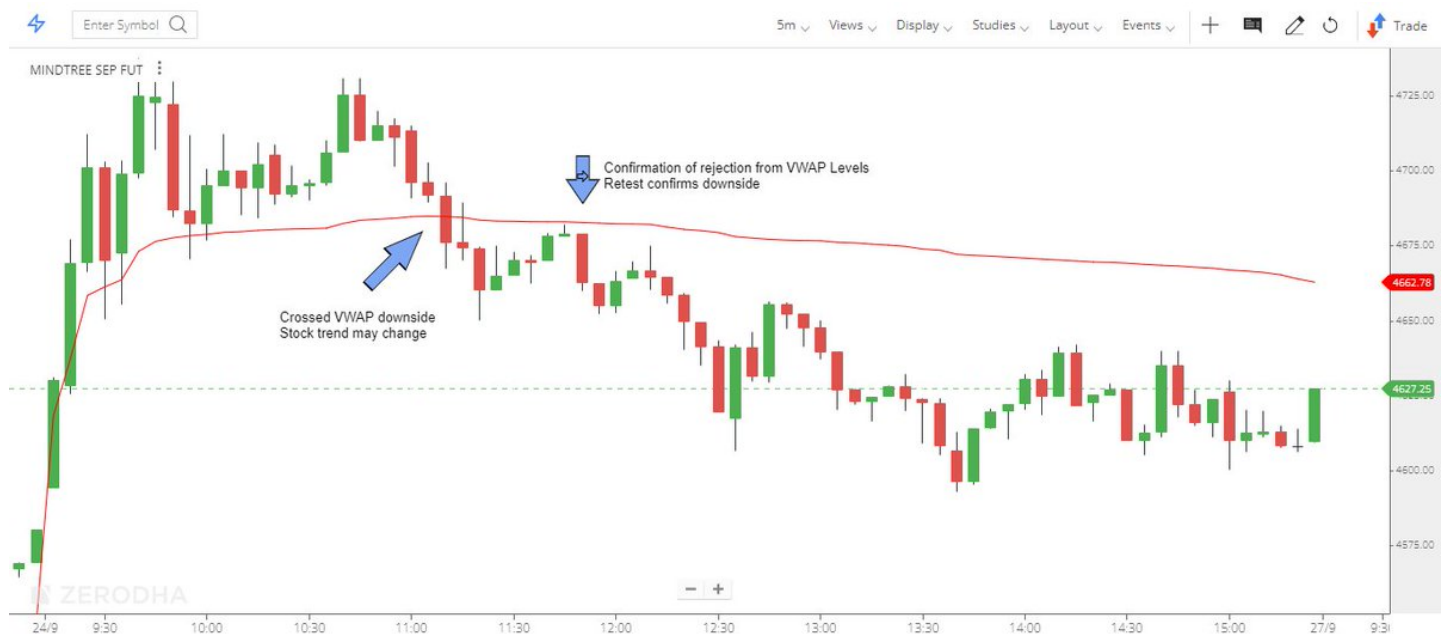 Enter Symbol
5m Views Display Studies Layout Events Trade
MINDTREE SEP FUT
4725.00
4700.00
4675.00
4662.78
4650.00
4627.25
4600.00
4575.00
Confirmation of rejection from VWAP Levels
Retest confirms downside
Crossed VWAP downside
Stock trend may change
ZERODHA
24/9 9:30 10:00 10:30 11:00 11:30 12:00 12:30 13:00 13:30 14:00 14:30 15:00 27/9